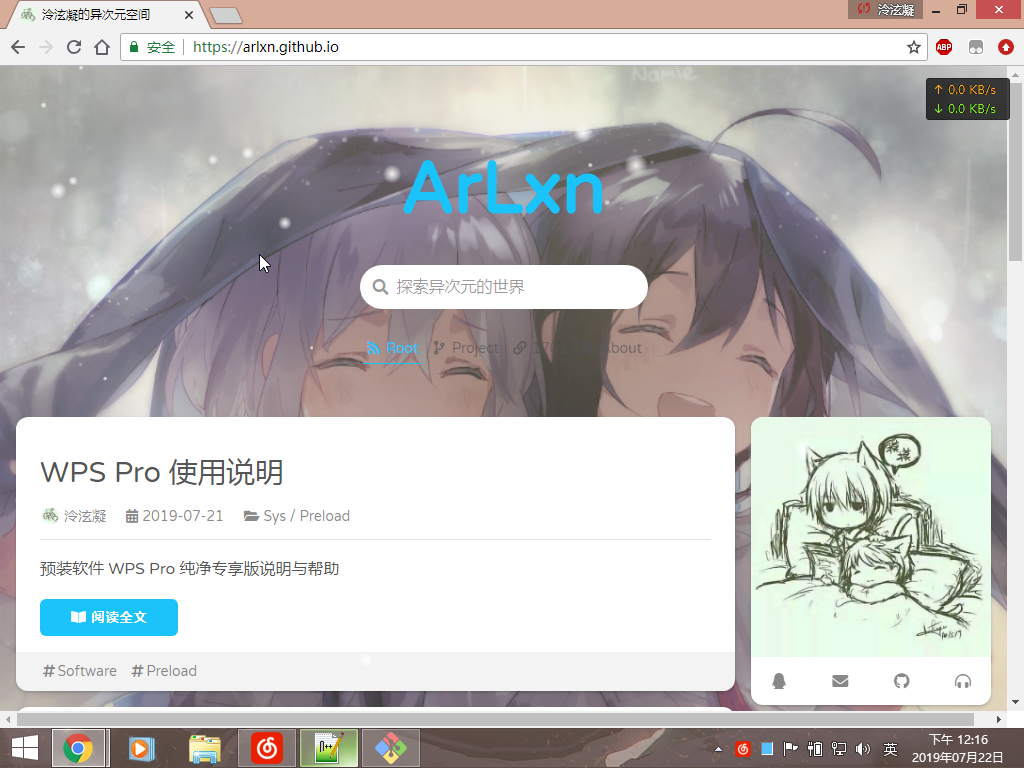 泠泫凝的异次元空间
泠泫凝
安全 https://arlxn.github.io
ABP
↑ 0.0 KB/s
↓ 0.0 KB/s
Namie
ArLxn
探索异次元的世界
Root Project About
WPS Pro 使用说明
泠泫凝 2019-07-21 Sys / Preload
预装软件 WPS Pro 纯净专享版说明与帮助
阅读全文
#Software #Preload
英
下午 12:16
2019年07月22日